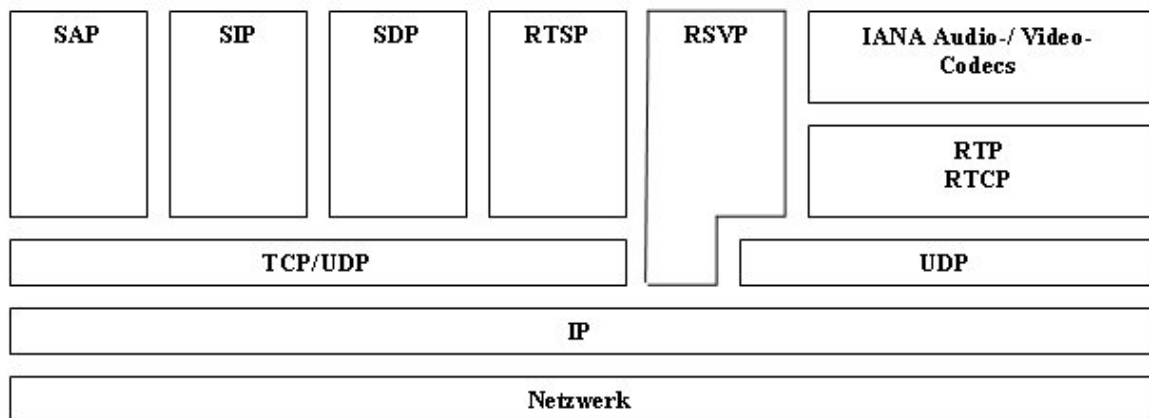 SAP
SIP
SDP
RTSP
RSVP
IANA Audio-/ Video-
Codecs
RTP
RTCP
TCP/UDP
UDP
IP
Netzwerk